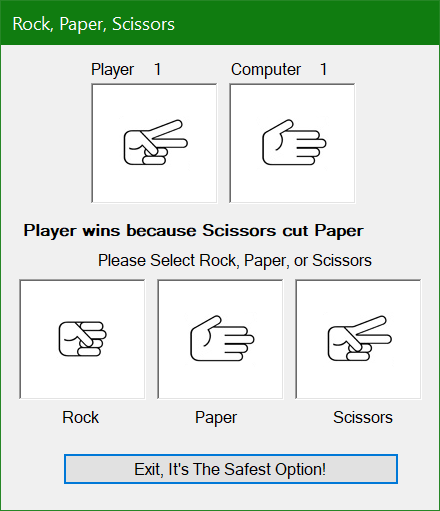 Rock, Paper, Scissors
Player 1 Computer 1
Player wins because Scissors cut Paper
Please Select Rock, Paper, or Scissors
Rock Paper Scissors
Exit, It's The Safest Option!